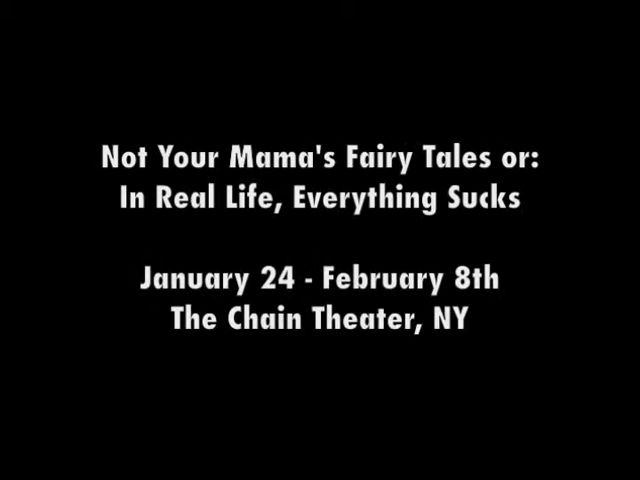 Not Your Mama's Fairy Tales or:
In Real Life, Everything Sucks
January 24 - February 8th
The Chain Theater, NY